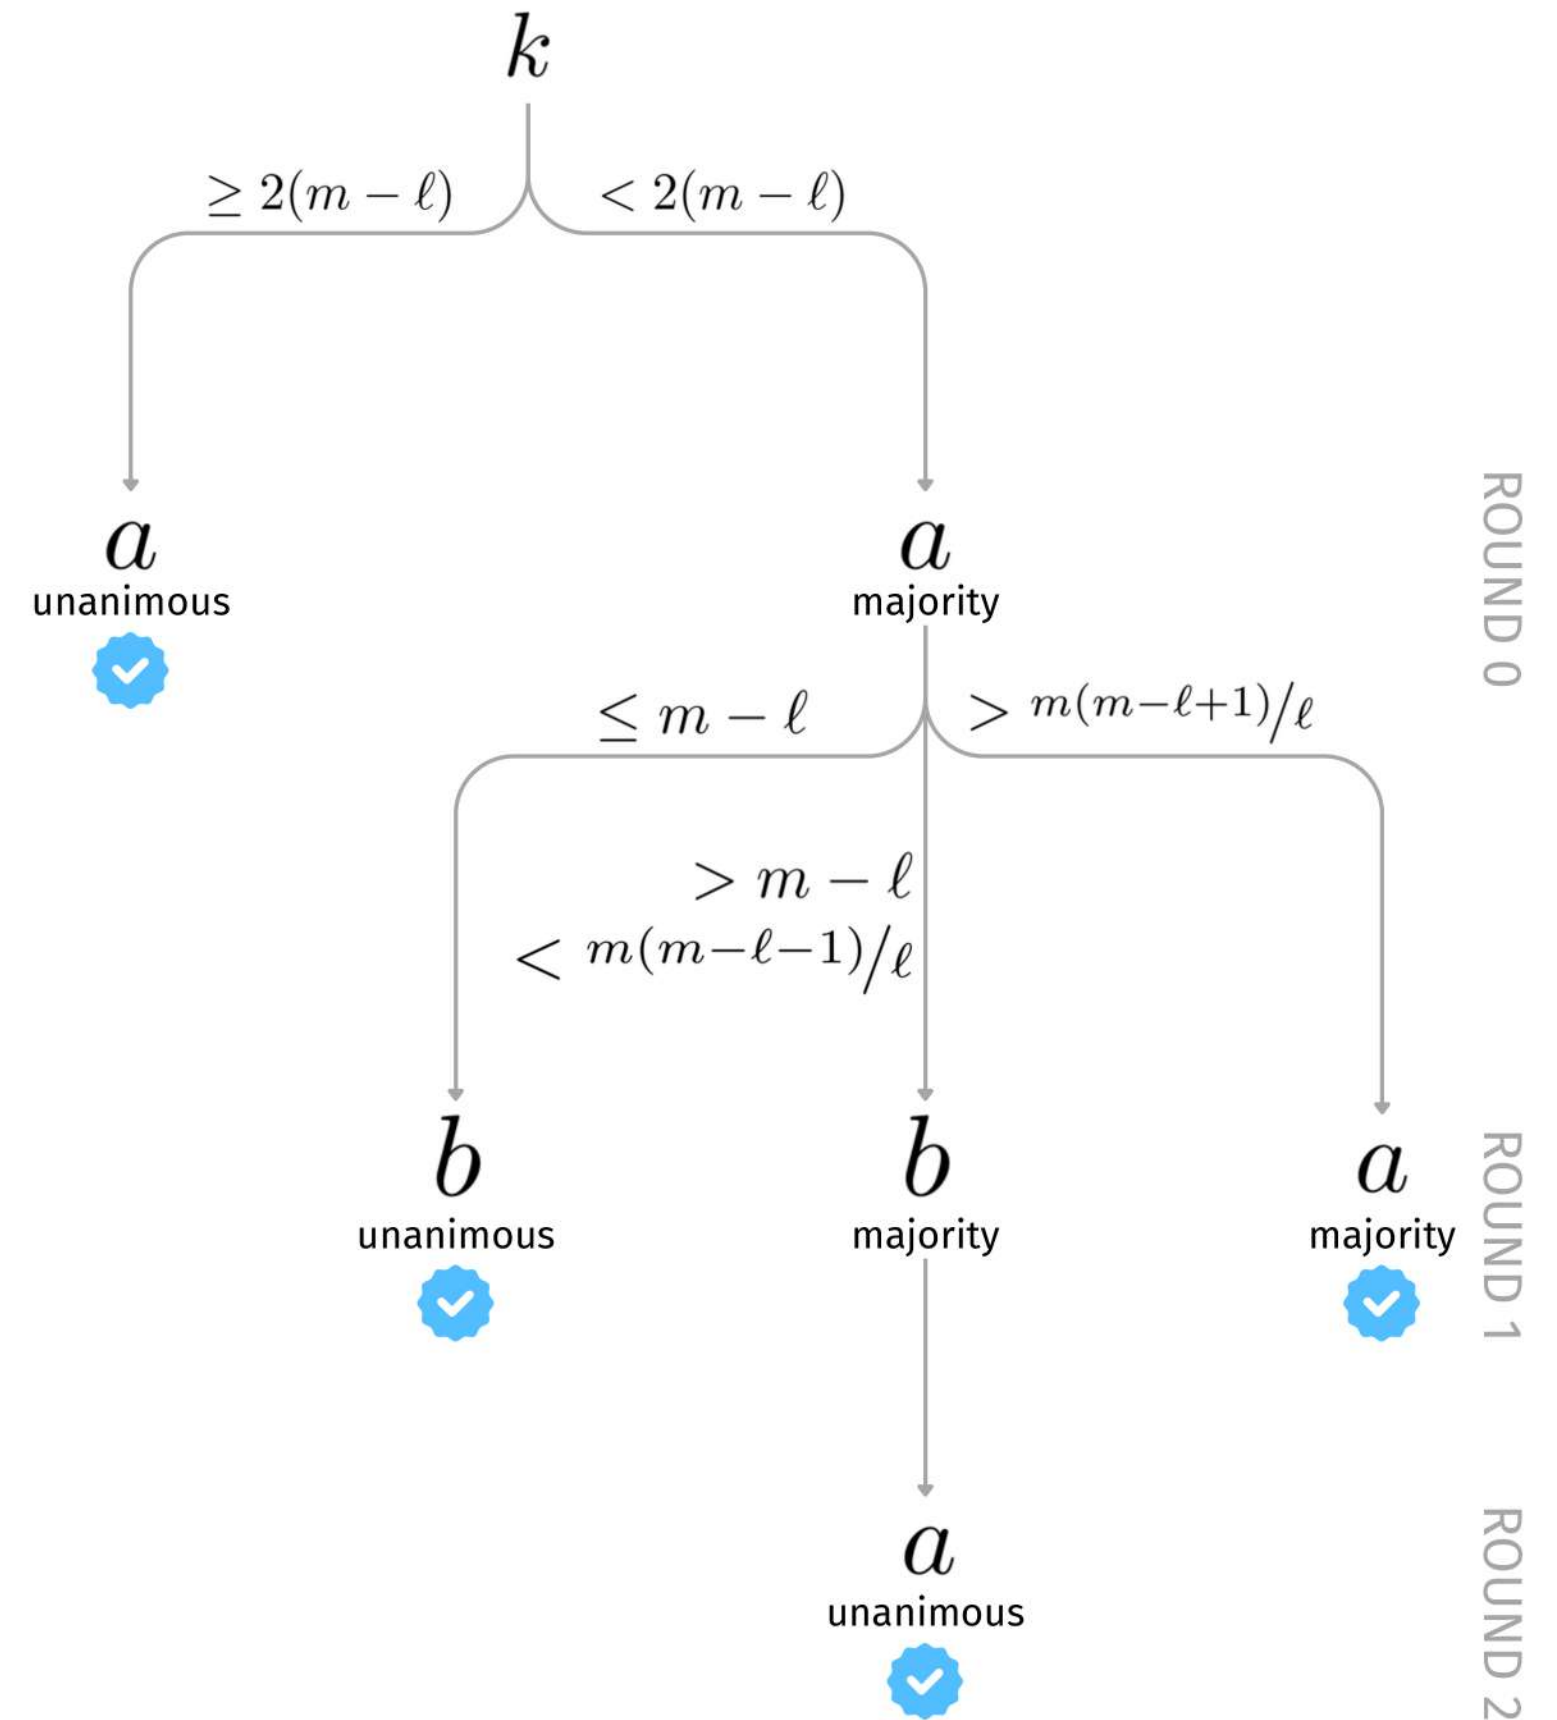 k
≥ 2(m − ℓ)
< 2(m − ℓ)
a
unanimous
a
majority
ROUND 0
≤ m − ℓ
> m(m−ℓ+1)/ℓ
> m − ℓ
< m(m−ℓ−1)/ℓ
b
unanimous
b
majority
a
majority
ROUND 1
a
unanimous
ROUND 2